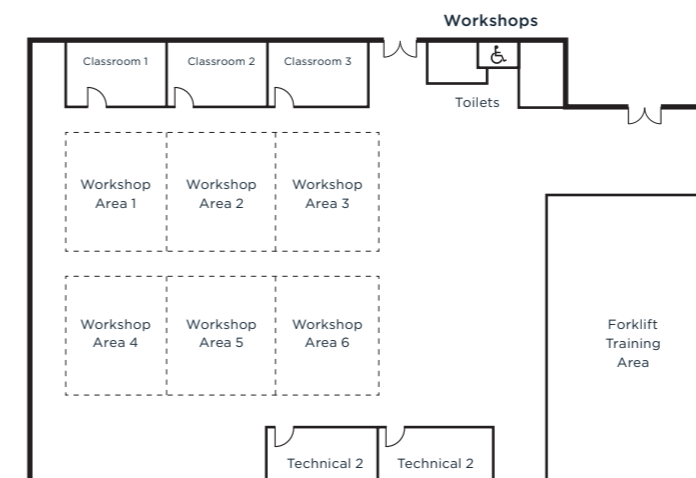 Workshops
Classroom 1
Classroom 2
Classroom 3
Toilets
Workshop
Area 1
Workshop
Area 2
Workshop
Area 3
Workshop
Area 4
Workshop
Area 5
Workshop
Area 6
Forklift
Training
Area
Technical 2
Technical 2